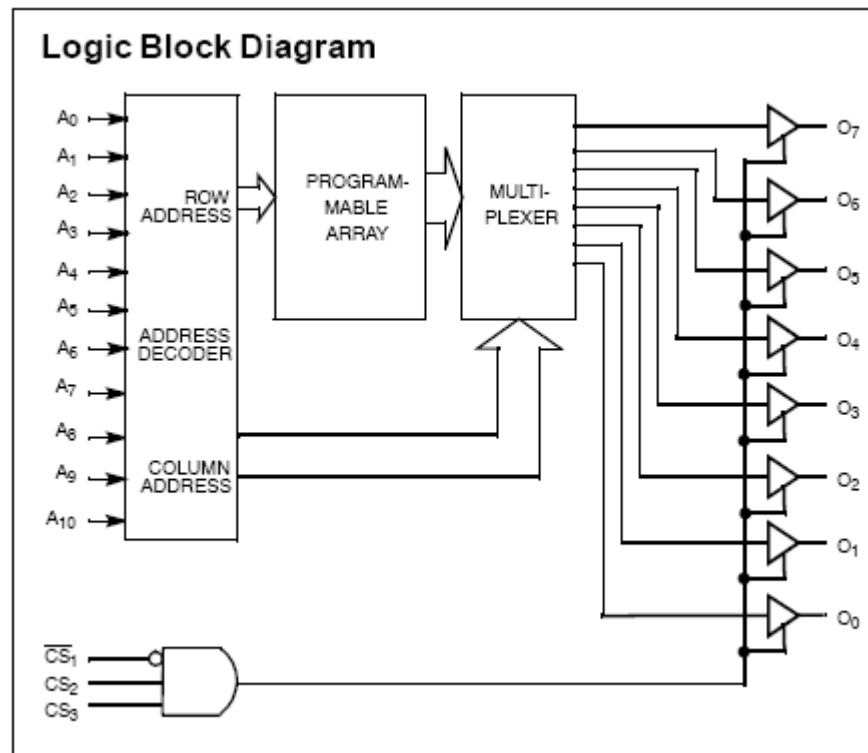 Logic Block Diagram
A0
A1
A2
A3
A4
A5
A6
A7
A8
A9
A10
ROW
ADDRESS
ADDRESS
DECODER
COLUMN
ADDRESS
PROGRAM-
MABLE
ARRAY
MULTI-
PLEXER
O7
O6
O5
O4
O3
O2
O1
O0
C̅S̅1
CS2
CS3